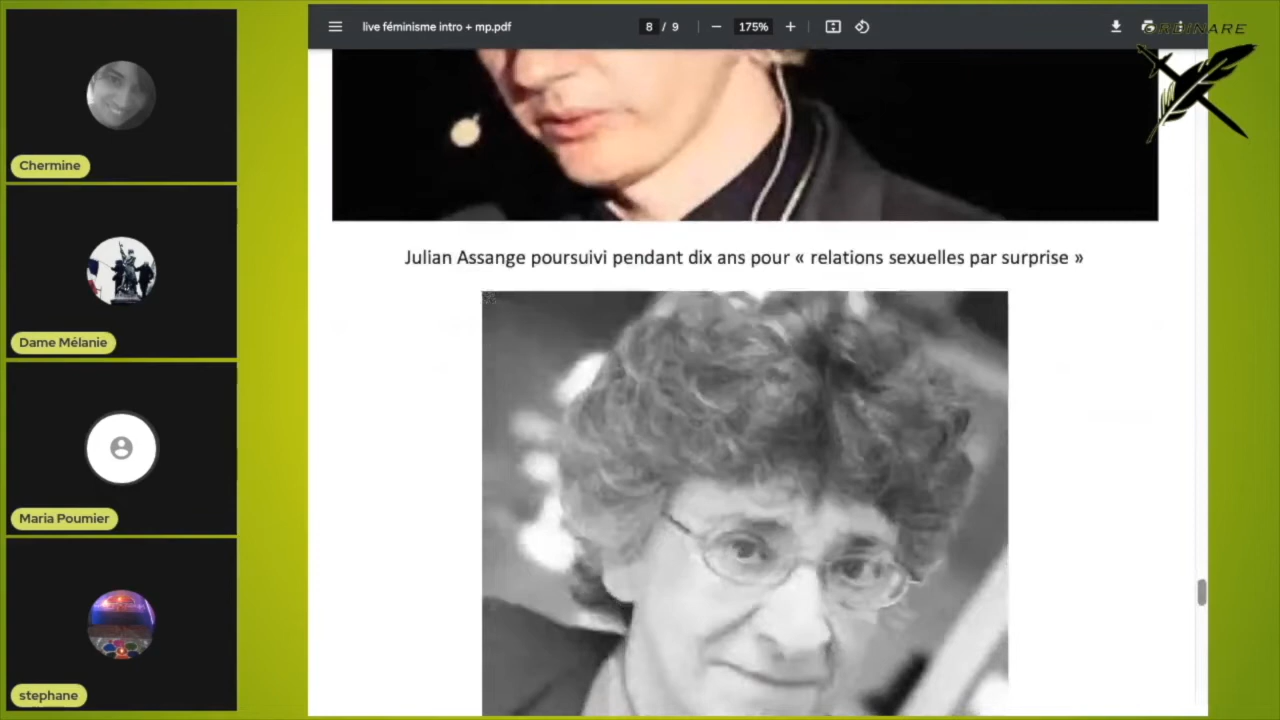 live féminisme intro + mp.pdf
8 / 9
175%
ORDINARE
Chermine
Dame Mélanie
Maria Poumier
stephane
Julian Assange poursuivi pendant dix ans pour « relations sexuelles par surprise »